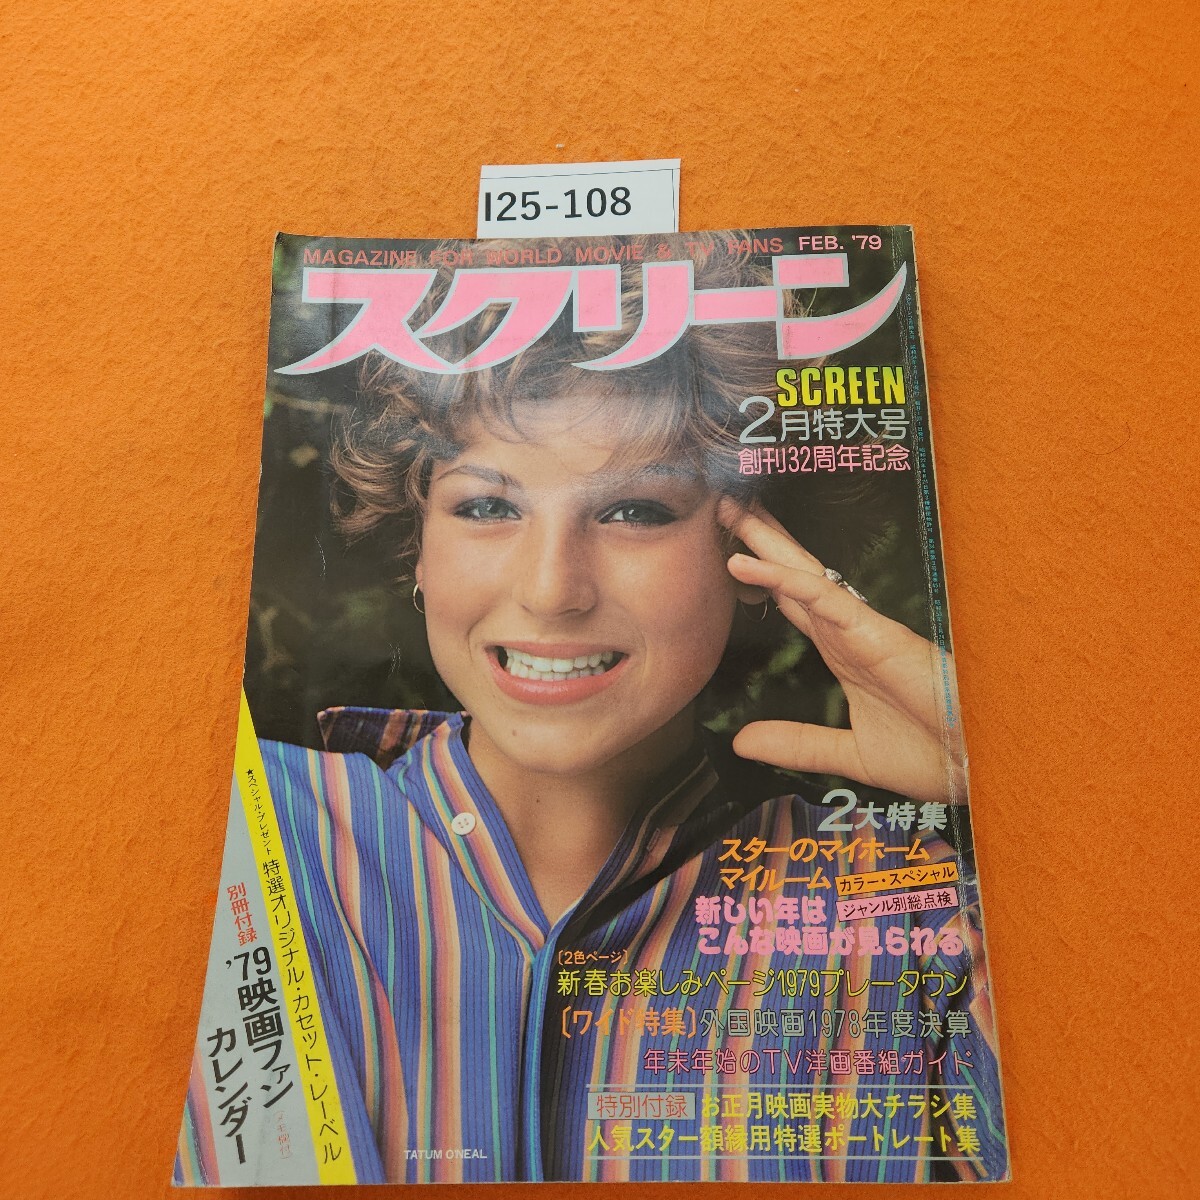 I25-108
MAGAZINE FOR WORLD MOVIE & TV FANS FEB. '79
スクリーン
SCREEN
2月特大号
創刊32周年記念
2大特集
スターのマイホーム
マイルーム カラー・スペシャル
新しい年は ジャンル別総点検
こんな映画が見られる
〔2色ページ〕
新春お楽しみページ1979プレータウン
〔ワイド特集〕外国映画1978年度決算
年末年始のTV洋画番組ガイド
特別付録 お正月映画実物大チラシ集
人気スター額縁用特選ポートレート集
★スペシャル・プレゼント 特選オリジナル・カセット・レーベル
別冊付録 '79映画ファン
カレンダー
TATUM O'NEAL